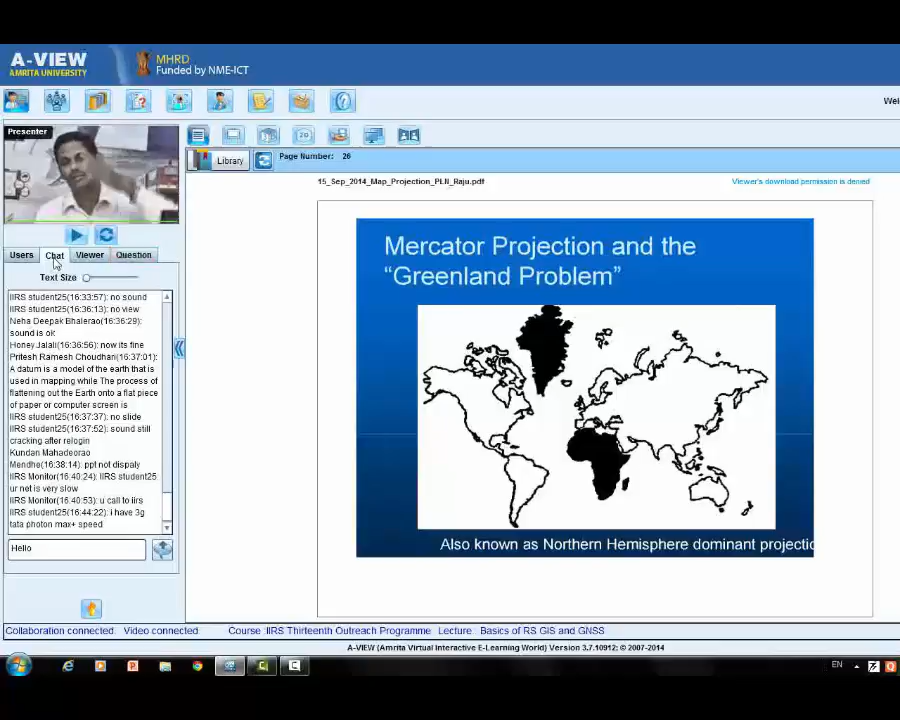 A-VIEW
AMRITA UNIVERSITY
MHRD
Funded by NME-ICT
Wel
Presenter
Library
Page Number: 26
15_Sep_2014_Map_Projection_PLN_Raju.pdf
Viewer's download permission is denied
Users
Chat
Viewer
Question
Text Size
IIRS student25(16:33:57): no sound
IIRS student25(16:36:13): no view
Neha Deepak Bhalerao(16:36:29):
sound is ok
Honey Jalali(16:36:56): now its fine
Pritesh Ramesh Choudhari(16:37:01):
A datum is a model of the earth that is
used in mapping while The process of
flattening out the Earth onto a flat piece
of paper or computer screen is
IIRS student25(16:37:37): no slide
IIRS student25(16:37:52): sound still
cracking after relogin
Kundan Mahadeorao
Mendhe(16:38:14): ppt not dispaly
IIRS Monitor(16:40:24): IIRS student25
ur net is very slow
IIRS Monitor(16:40:53): u call to iirs
IIRS student25(16:44:22): i have 3g
tata photon max+ speed
Hello
Mercator Projection and the
“Greenland Problem”
Also known as Northern Hemisphere dominant projectio
Collaboration connected. Video connected. Course :IIRS Thirteenth Outreach Programme Lecture: Basics of RS GIS and GNSS
A-VIEW (Amrita Virtual Interactive E-Learning World) Version 3.7.10912; © 2007-2014
EN